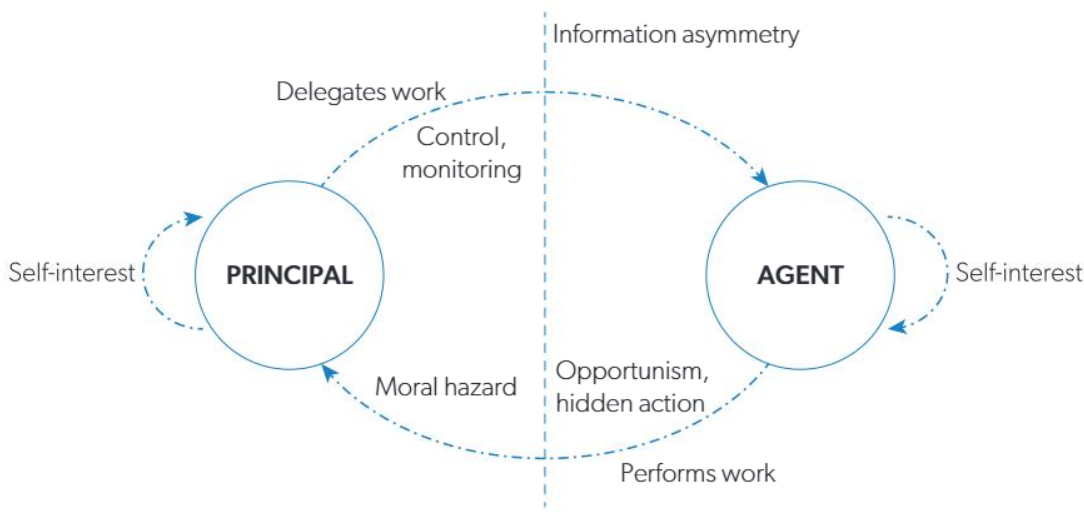 Information asymmetry
Delegates work
Control,
monitoring
Self-interest
PRINCIPAL
AGENT
Self-interest
Moral hazard
Opportunism,
hidden action
Performs work